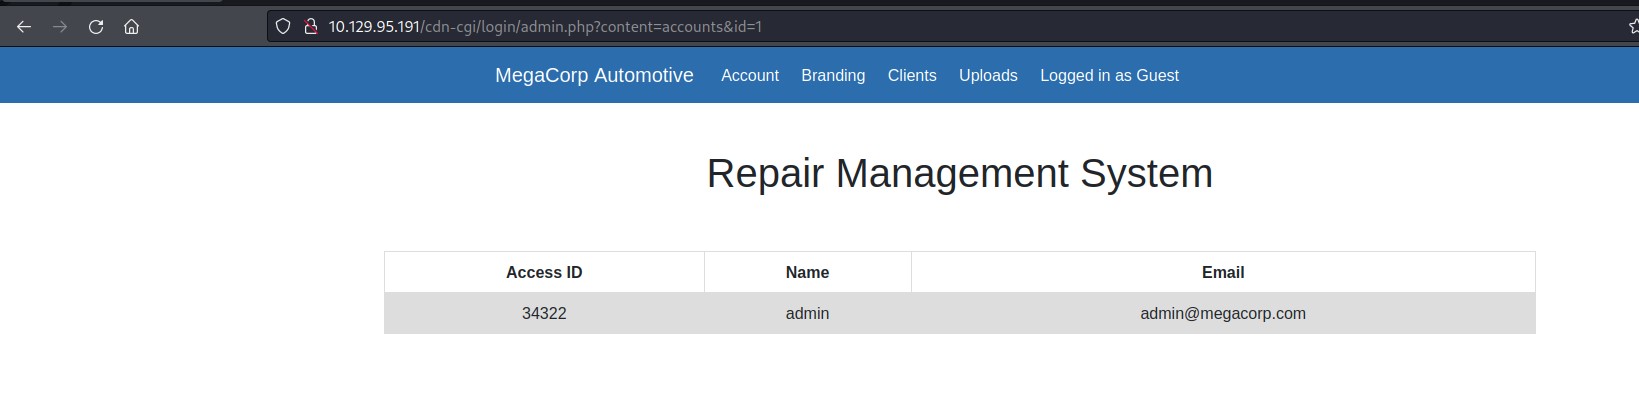 10.129.95.191/cdn-cgi/login/admin.php?content=accounts&id=1
MegaCorp Automotive Account Branding Clients Uploads Logged in as Guest
Repair Management System
Access ID Name Email
34322 admin admin@megacorp.com